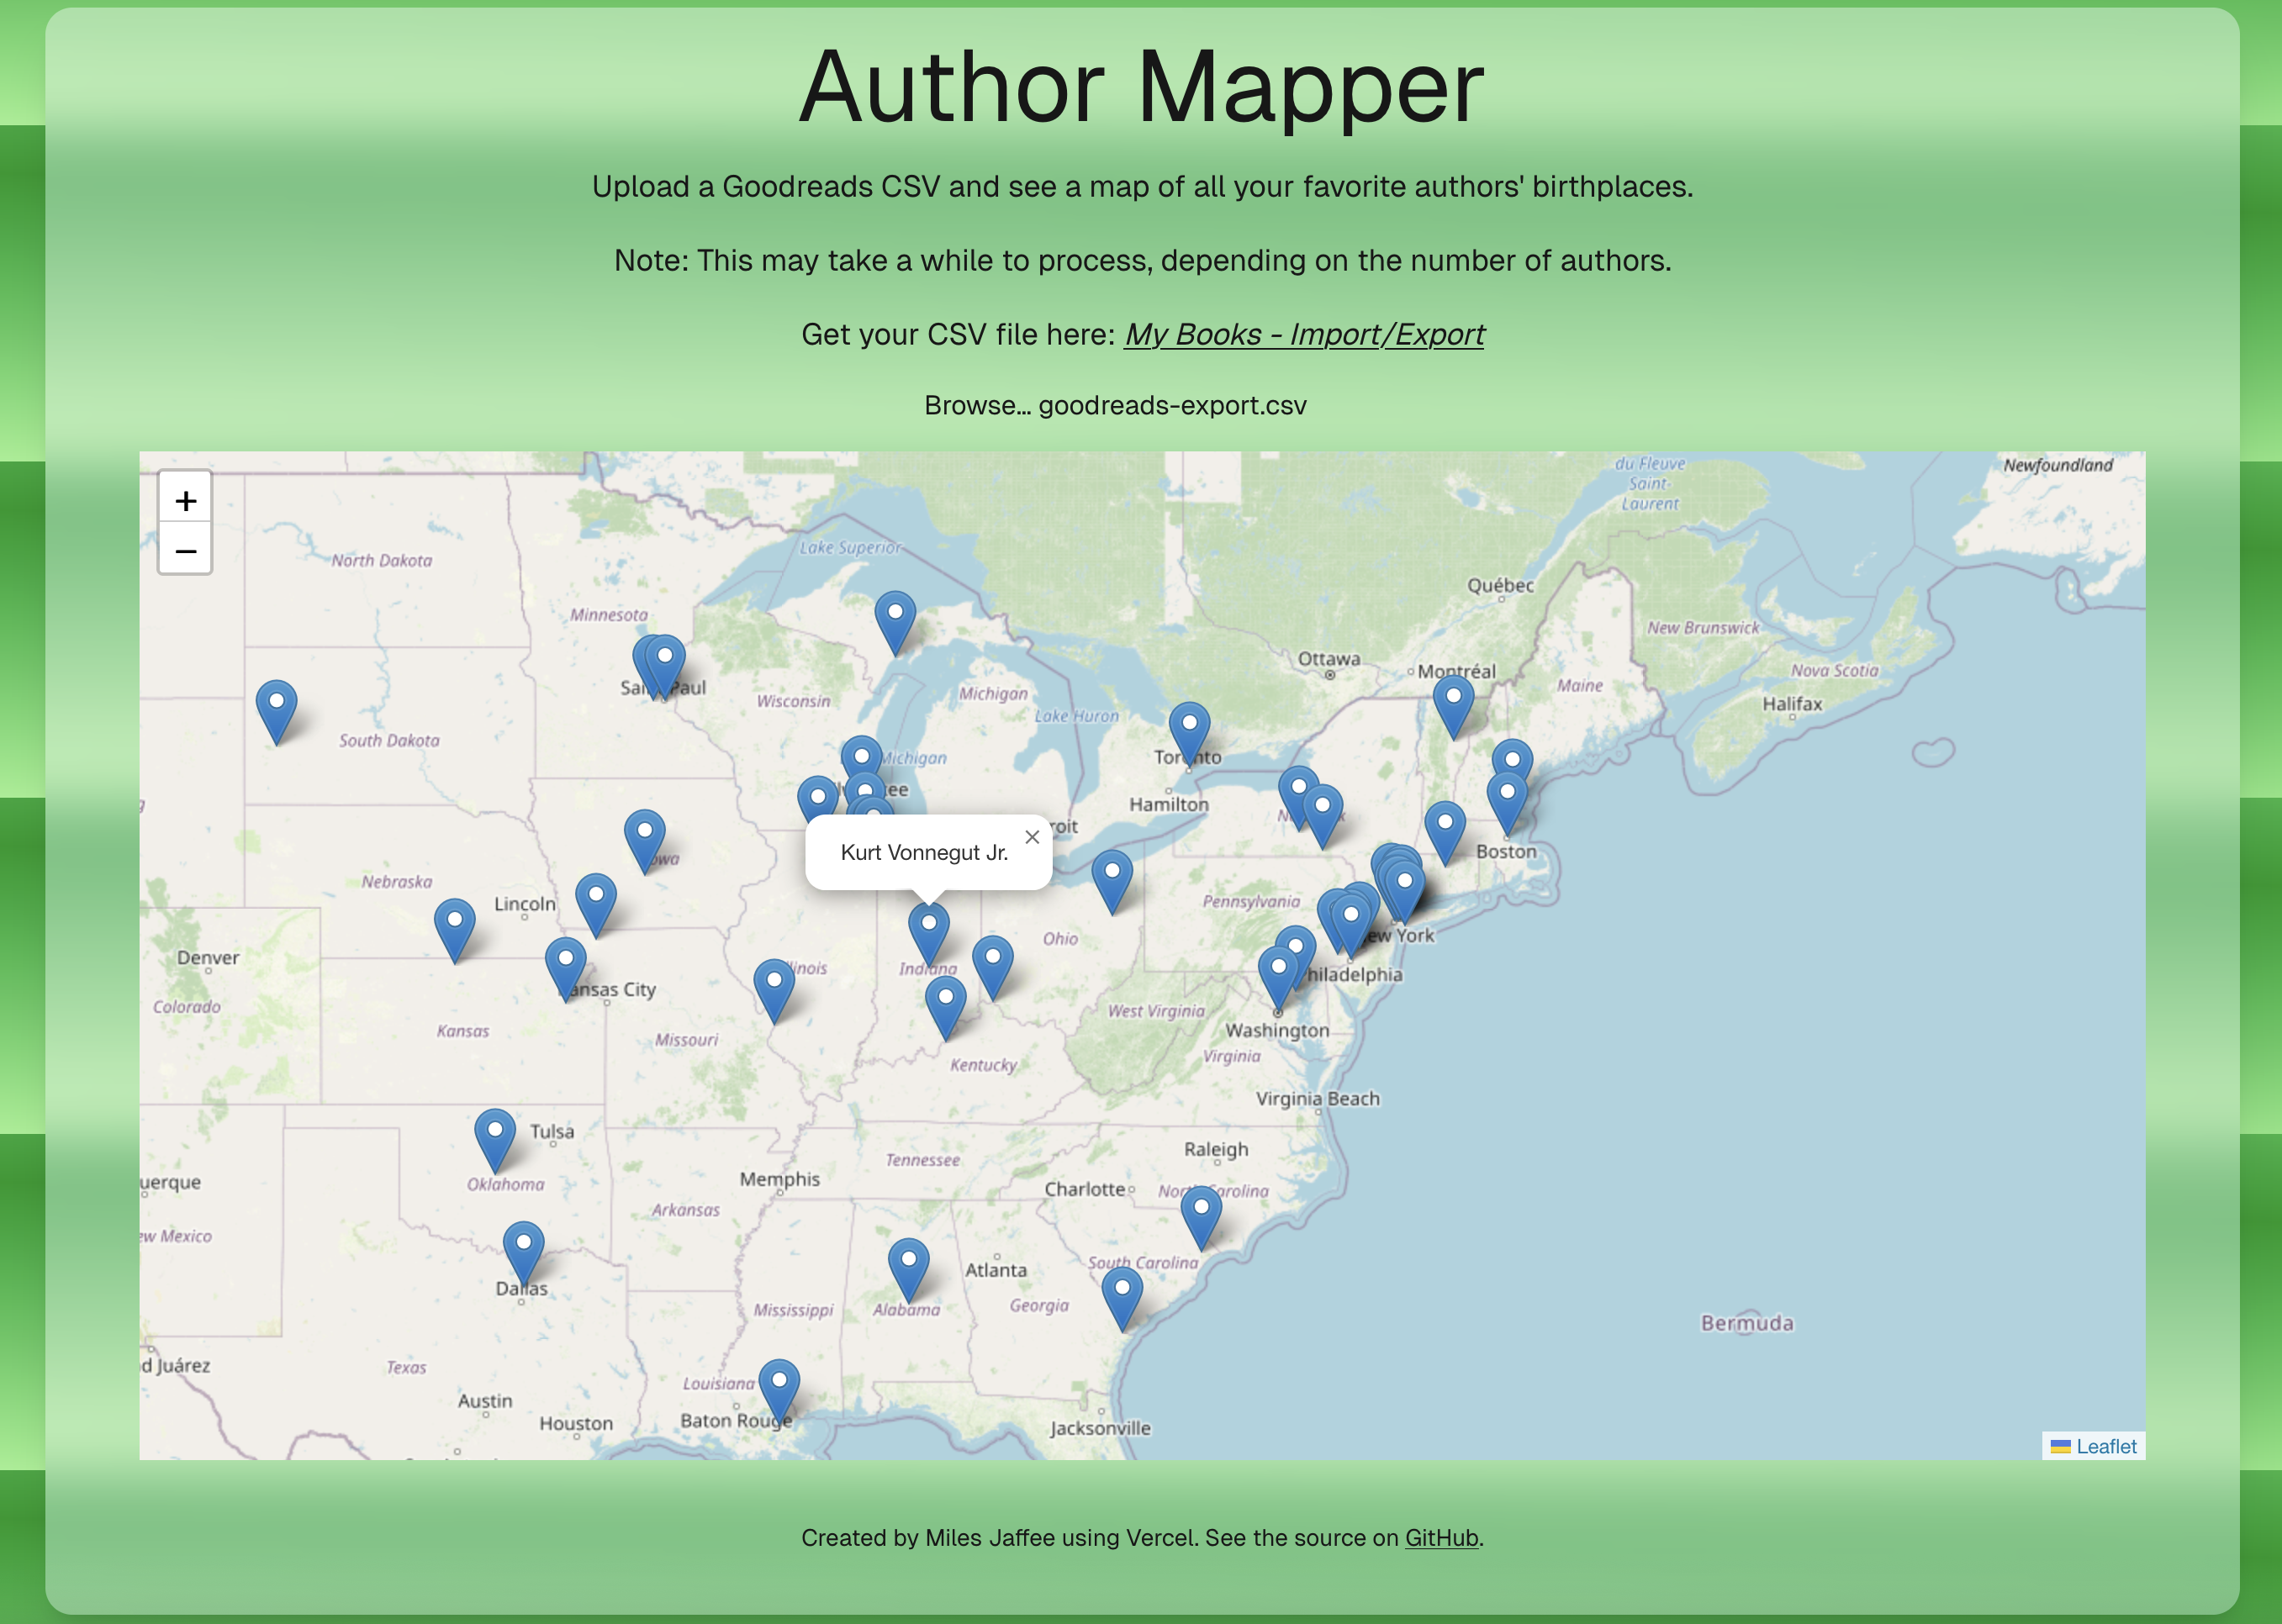 Author Mapper
Upload a Goodreads CSV and see a map of all your favorite authors' birthplaces.
Note: This may take a while to process, depending on the number of authors.
Get your CSV file here: My Books - Import/Export
Browse... goodreads-export.csv
+
−
du Fleuve
Saint-
Laurent
Newfoundland
Lake Superior
North Dakota
Québec
Minnesota
New Brunswick
Ottawa
Montréal
Nova Scotia
Maine
Michigan
Wisconsin
Halifax
Lake Huron
South Dakota
Michigan
Hamilton
Boston
Kurt Vonnegut Jr.
×
Nebraska
Lincoln
Pennsylvania
Ohio
Denver
Indiana
Philadelphia
Colorado
West Virginia
Washington
Kansas
Missouri
Virginia
Kentucky
Virginia Beach
Tulsa
Raleigh
Tennessee
Memphis
uerque
Oklahoma
Charlotte
Arkansas
ew Mexico
South Carolina
Atlanta
Dallas
Mississippi
Alabama
Georgia
Bermuda
d Juárez
Texas
Louisiana
Austin
Houston
Baton Rouge
Jacksonville
Leaflet
Created by Miles Jaffee using Vercel. See the source on GitHub.